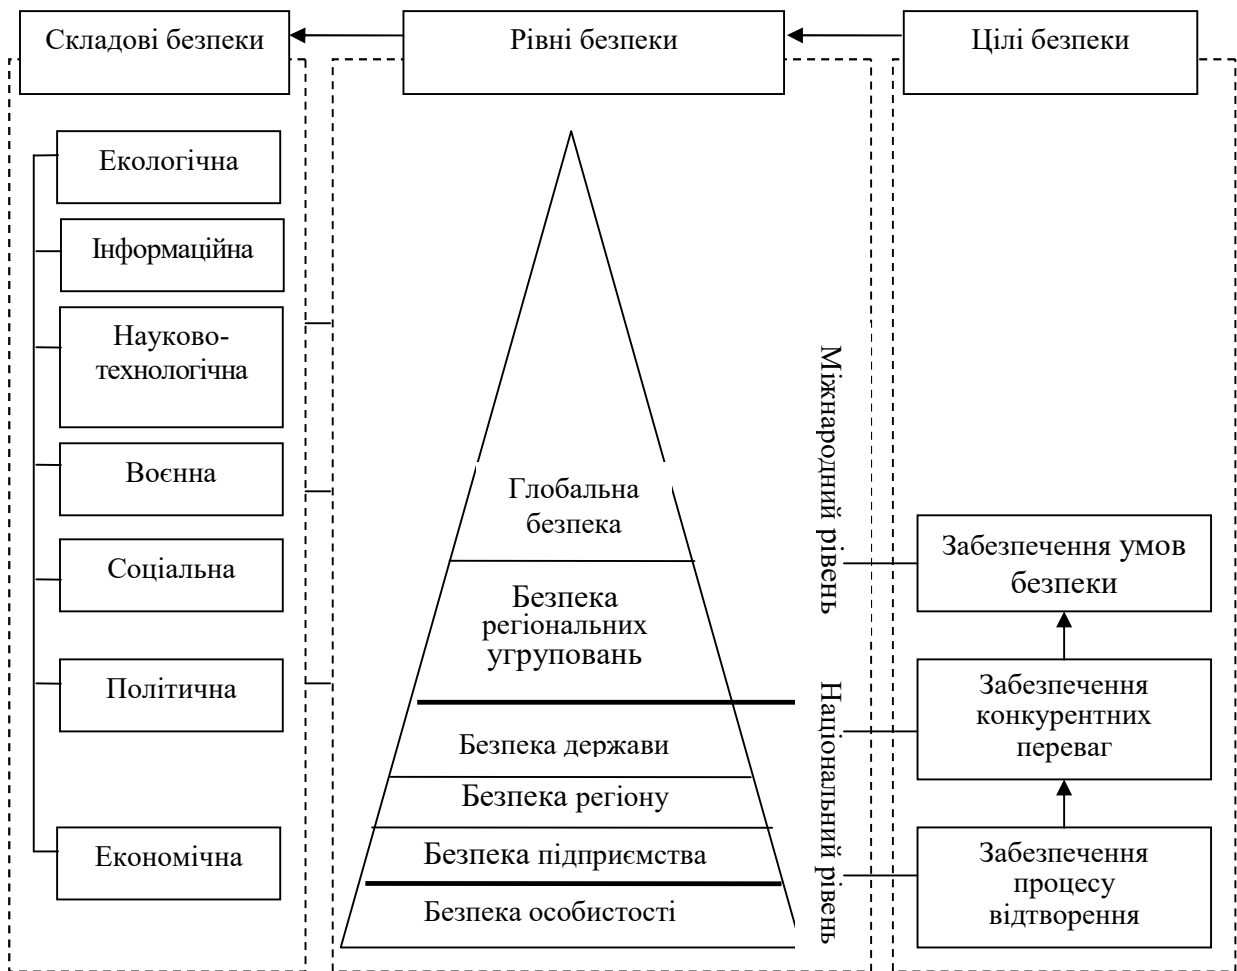 Складові безпеки
Рівні безпеки
Цілі безпеки
Екологічна
Інформаційна
Науково-
технологічна
Воєнна
Соціальна
Політична
Економічна
Глобальна
безпека
Безпека
регіональних
угруповань
Безпека держави
Безпека регіону
Безпека підприємства
Безпека особистості
Міжнародний рівень
Національний рівень
Забезпечення умов
безпеки
Забезпечення
конкурентних
переваг
Забезпечення
процесу
відтворення